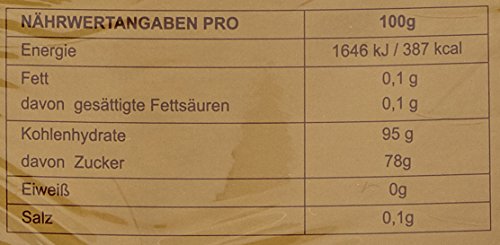 NÄHRWERTANGABEN PRO 100g
Energie 1646 kJ / 387 kcal
Fett 0,1 g
davon gesättigte Fettsäuren 0,1 g
Kohlenhydrate 95 g
davon Zucker 78g
Eiweiß 0g
Salz 0,1g